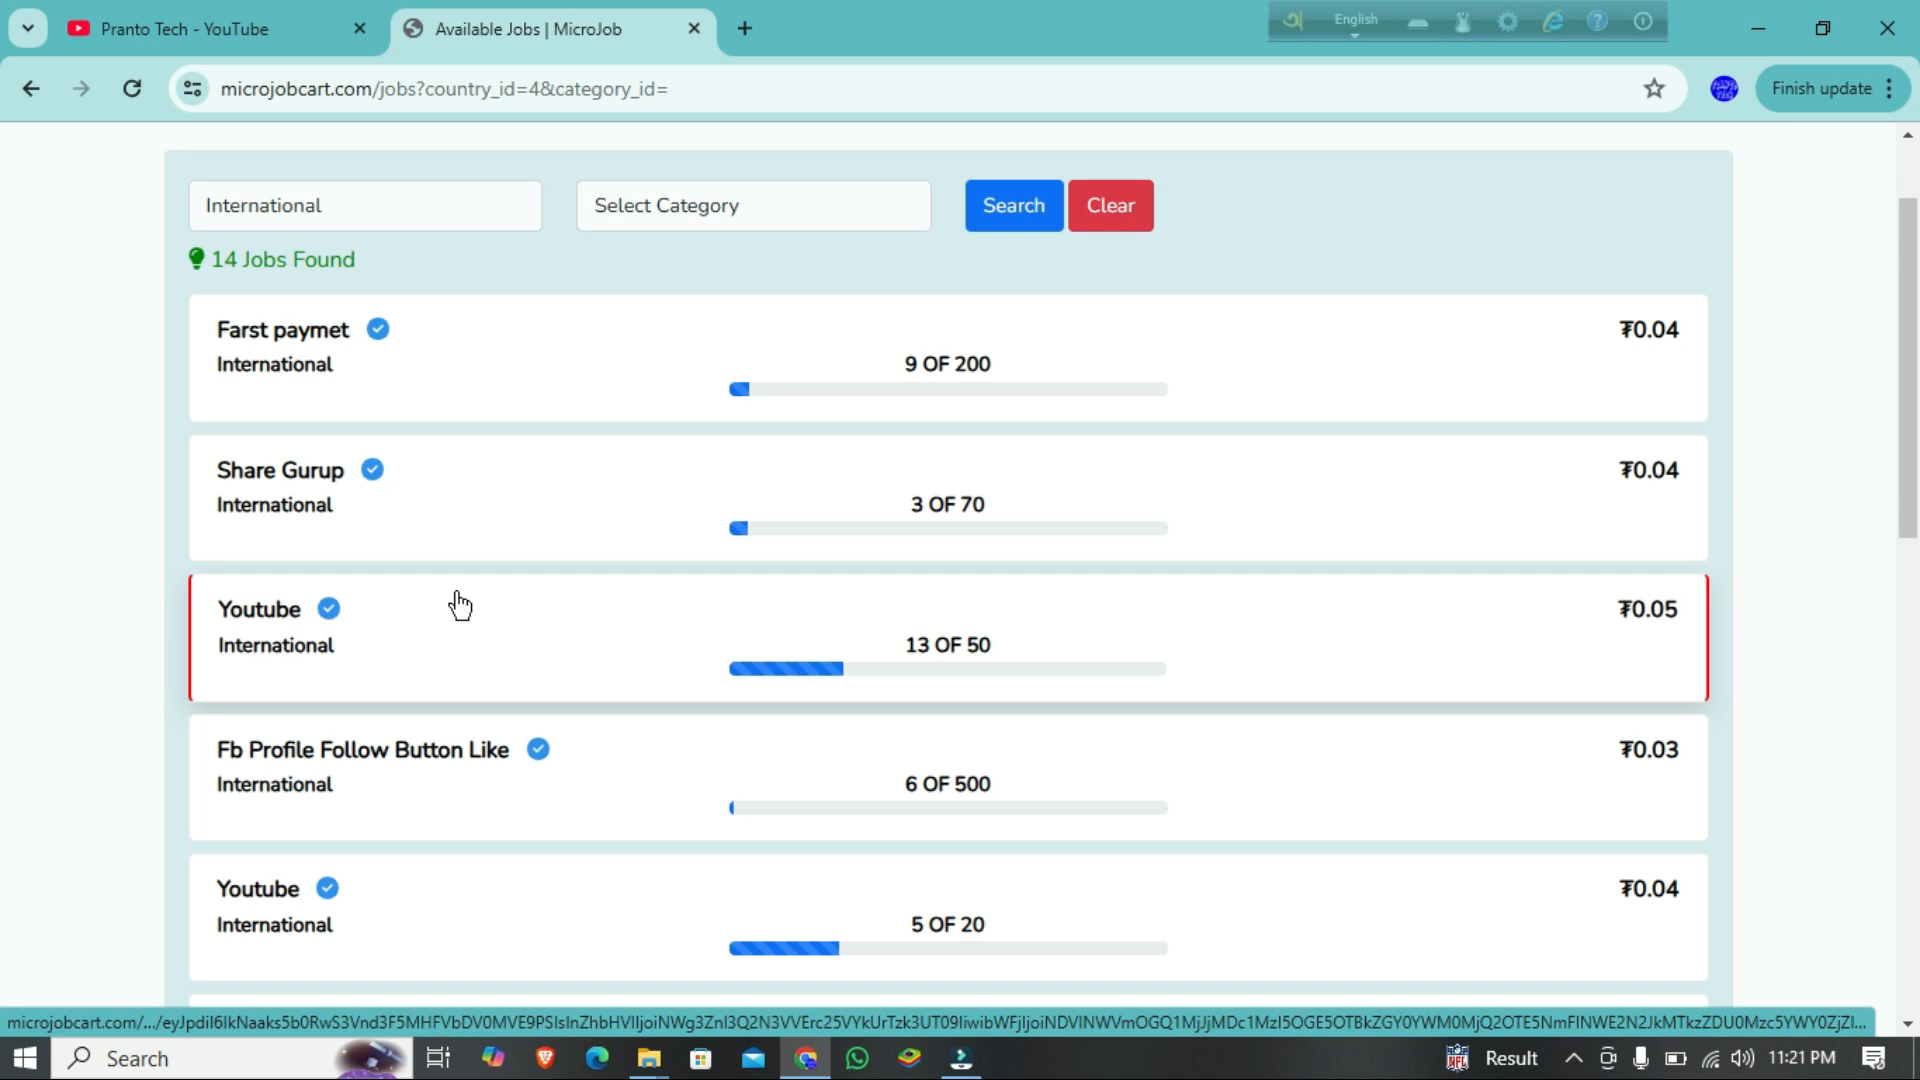 Pranto Tech - YouTube
Available Jobs | MicroJob
English
microjobcart.com/jobs?country_id=4&category_id=
Finish update
International
Select Category
Search
Clear
14 Jobs Found
Farst paymet
₮0.04
International
9 OF 200
Share Gurup
₮0.04
International
3 OF 70
Youtube
₮0.05
International
13 OF 50
Fb Profile Follow Button Like
₮0.03
International
6 OF 500
Youtube
₮0.04
International
5 OF 20
Search
Result
11:21 PM